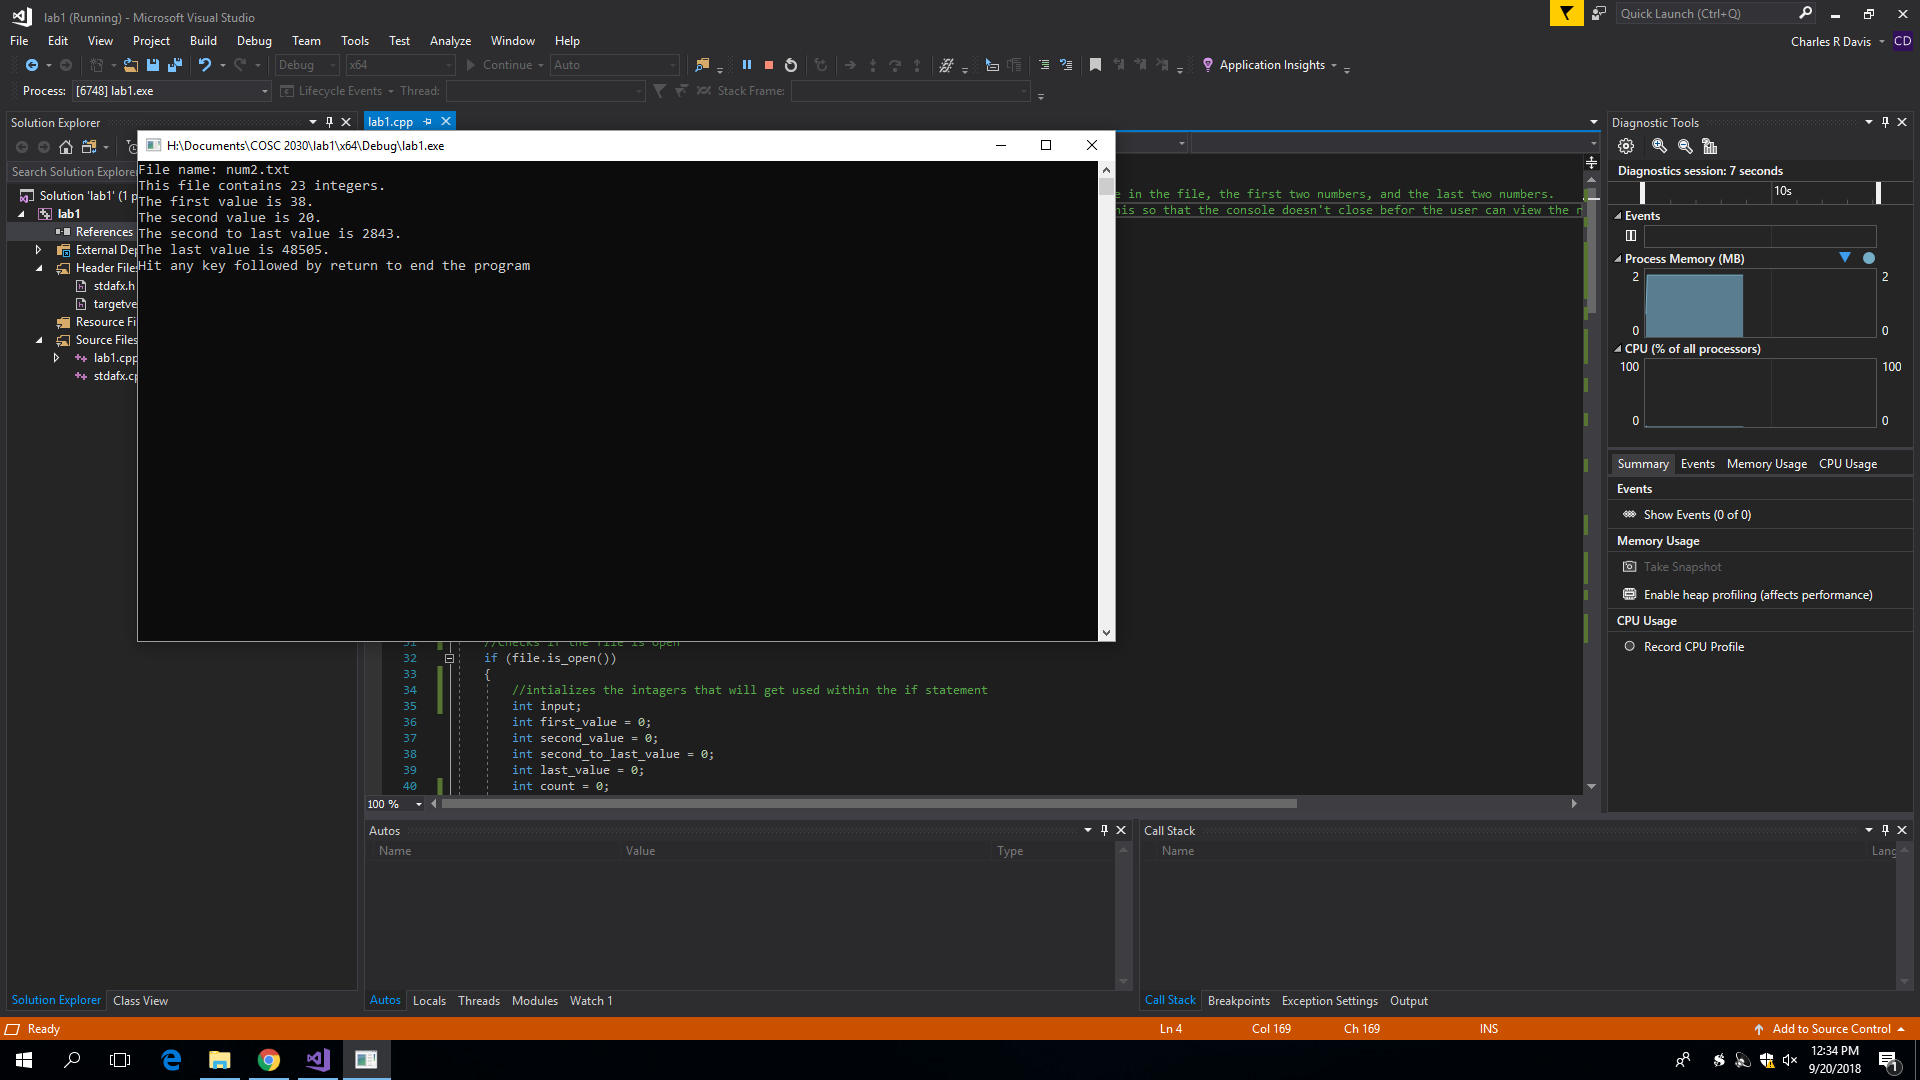 lab1 (Running) - Microsoft Visual Studio
Quick Launch (Ctrl+Q)
File Edit View Project Build Debug Team Tools Test Analyze Window Help
Charles R Davis CD
Debug x64 Continue Auto Application Insights
Process: [6748] lab1.exe Lifecycle Events Thread: Stack Frame:
Solution Explorer
Search Solution Explorer
Solution 'lab1' (1 p
lab1
References
External De
Header Files
stdafx.h
targetve
Resource Fi
Source Files
lab1.cpp
stdafx.cp
Solution Explorer Class View
lab1.cpp
H:\Documents\COSC 2030\lab1\x64\Debug\lab1.exe
File name: num2.txt
This file contains 23 integers.
The first value is 38.
The second value is 20.
The second to last value is 2843.
The last value is 48505.
Hit any key followed by return to end the program
e in the file, the first two numbers, and the last two numbers.
his so that the console doesn't close befor the user can view the
31 //Checks if the file is open
32 if (file.is_open())
33 {
34 //intializes the intagers that will get used within the if statement
35 int input;
36 int first_value = 0;
37 int second_value = 0;
38 int second_to_last_value = 0;
39 int last_value = 0;
40 int count = 0;
100 %
Autos
Name Value Type
Autos Locals Threads Modules Watch 1
Call Stack
Name Lang
Call Stack Breakpoints Exception Settings Output
Diagnostic Tools
Diagnostics session: 7 seconds
10s
Events
Process Memory (MB)
2 2
0 0
CPU (% of all processors)
100 100
0 0
Summary Events Memory Usage CPU Usage
Events
Show Events (0 of 0)
Memory Usage
Take Snapshot
Enable heap profiling (affects performance)
CPU Usage
Record CPU Profile
Ready Ln 4 Col 169 Ch 169 INS Add to Source Control
12:34 PM
9/20/2018
1